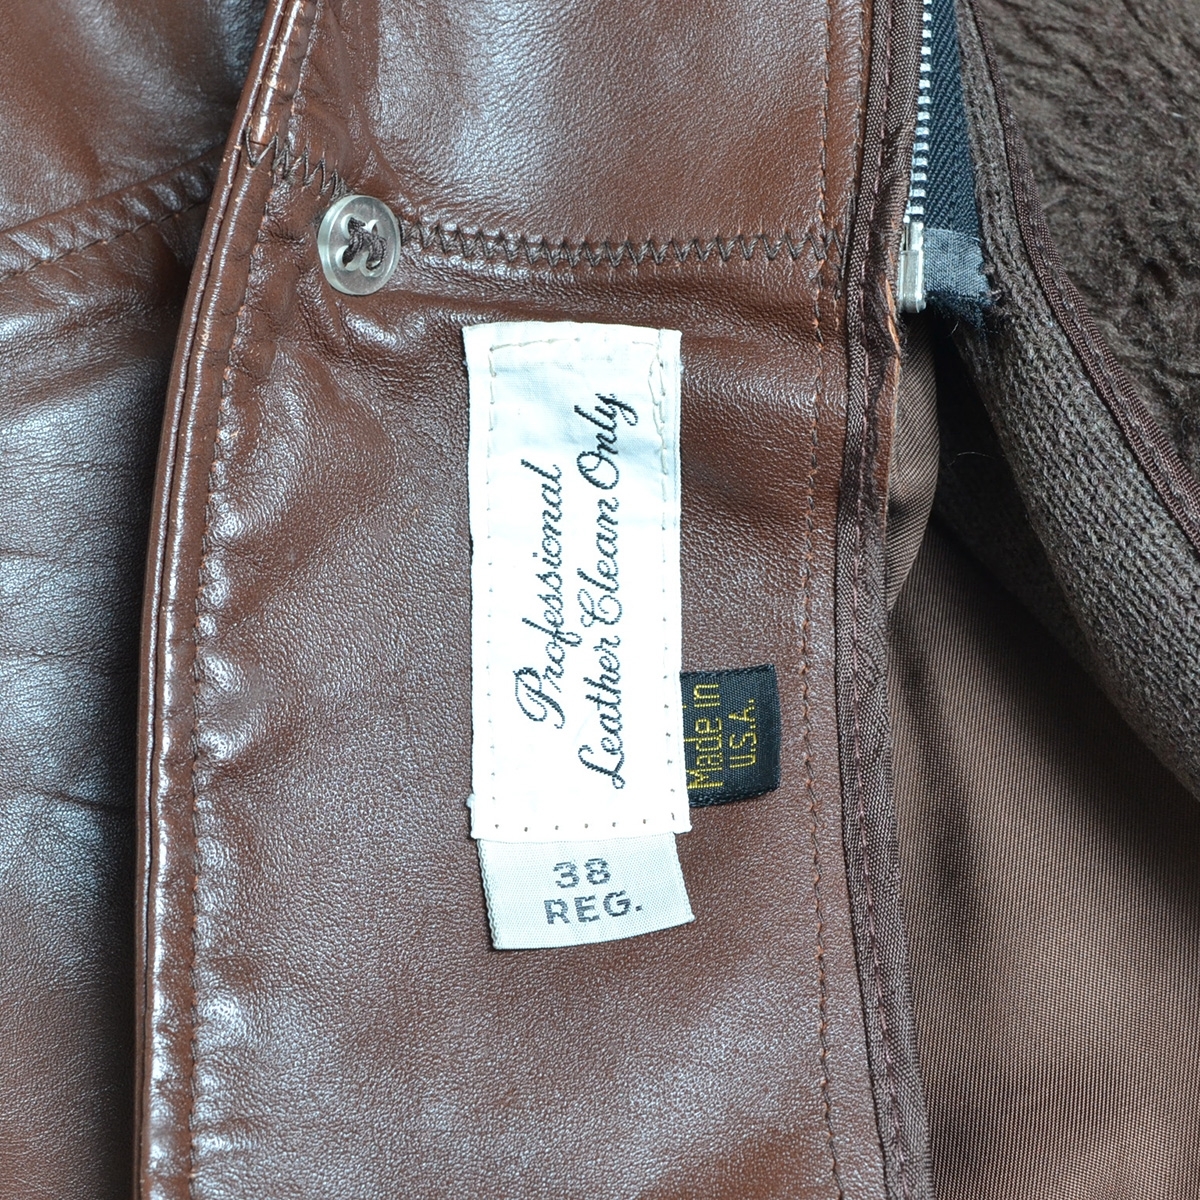 Professional
Leather Clean Only
Made in
U.S.A.
38
REG.